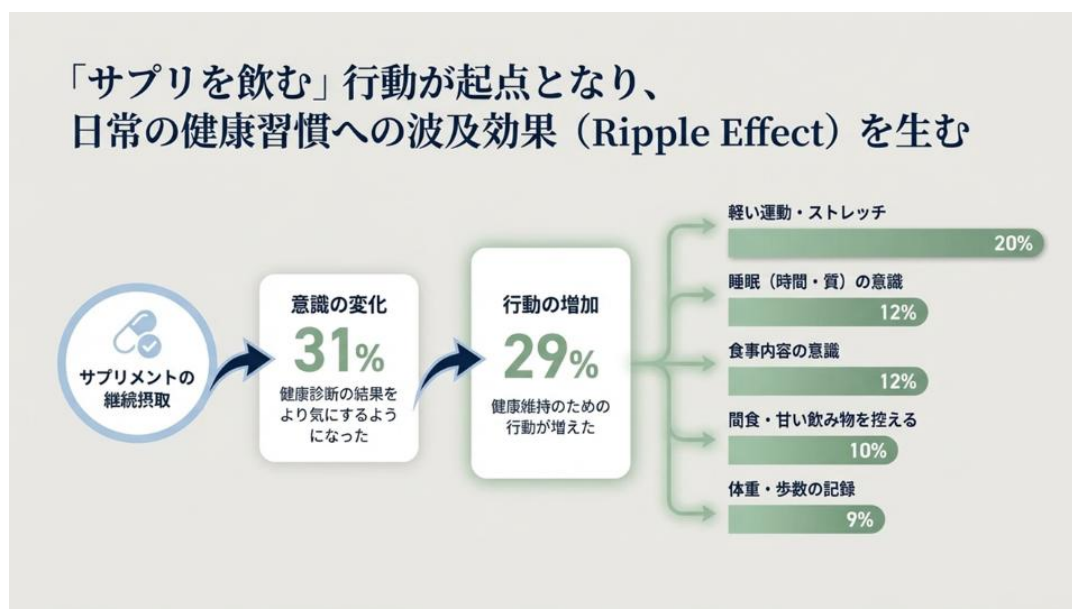 「サプリを飲む」行動が起点となり、
日常の健康習慣への波及効果（Ripple Effect）を生む
サプリメントの
継続摂取
意識の変化
31%
健康診断の結果を
より気にするよう
になった
行動の増加
29%
健康維持のための
行動が増えた
軽い運動・ストレッチ
20%
睡眠（時間・質）の意識
12%
食事内容の意識
12%
間食・甘い飲み物を控える
10%
体重・歩数の記録
9%